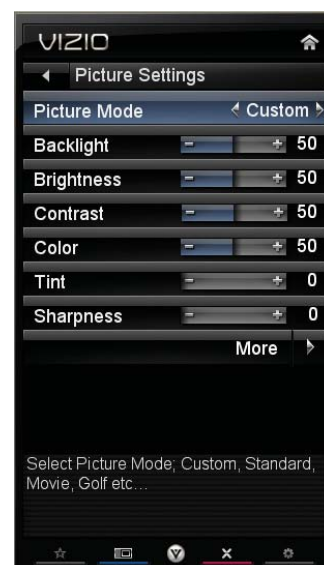 VIZIO
Picture Settings
Picture Mode Custom
Backlight - + 50
Brightness - + 50
Contrast - + 50
Color - + 50
Tint - + 0
Sharpness - + 0
More
Select Picture Mode; Custom, Standard,
Movie, Golf etc...
V